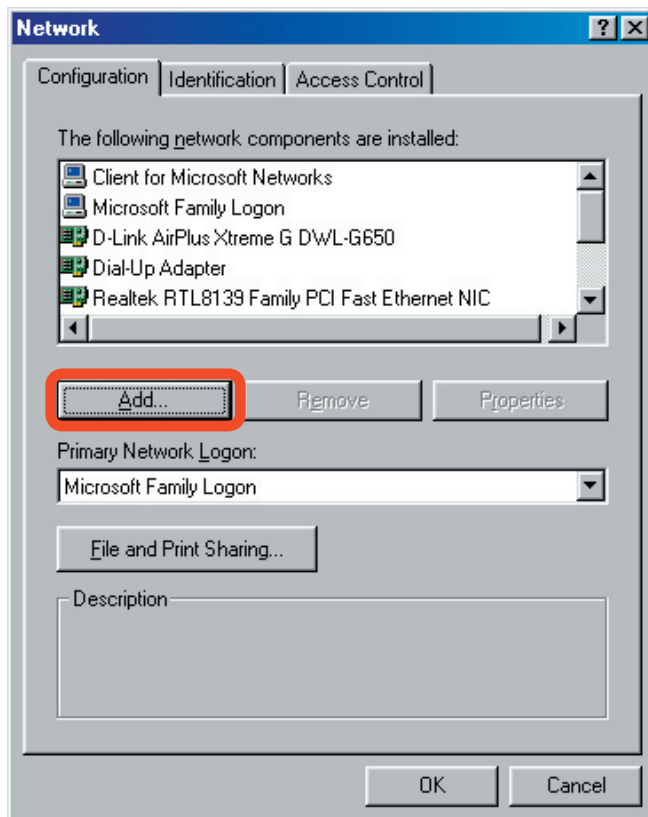 Network
Configuration Identification Access Control
The following network components are installed:
Client for Microsoft Networks
Microsoft Family Logon
D-Link AirPlus Xtreme G DWL-G650
Dial-Up Adapter
Realtek RTL8139 Family PCI Fast Ethernet NIC
Add... Remove Properties
Primary Network Logon:
Microsoft Family Logon
File and Print Sharing...
Description
OK Cancel